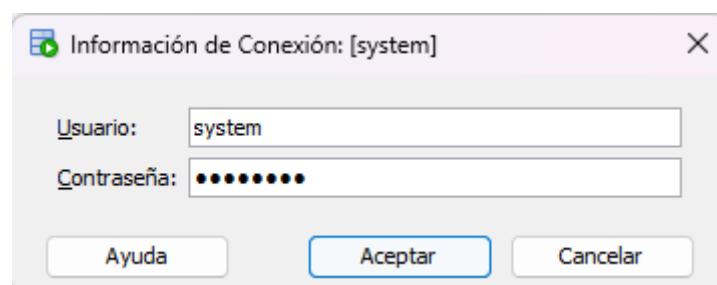 Información de Conexión: [system]
Usuario: system
Contraseña: ••••••••
Ayuda Aceptar Cancelar